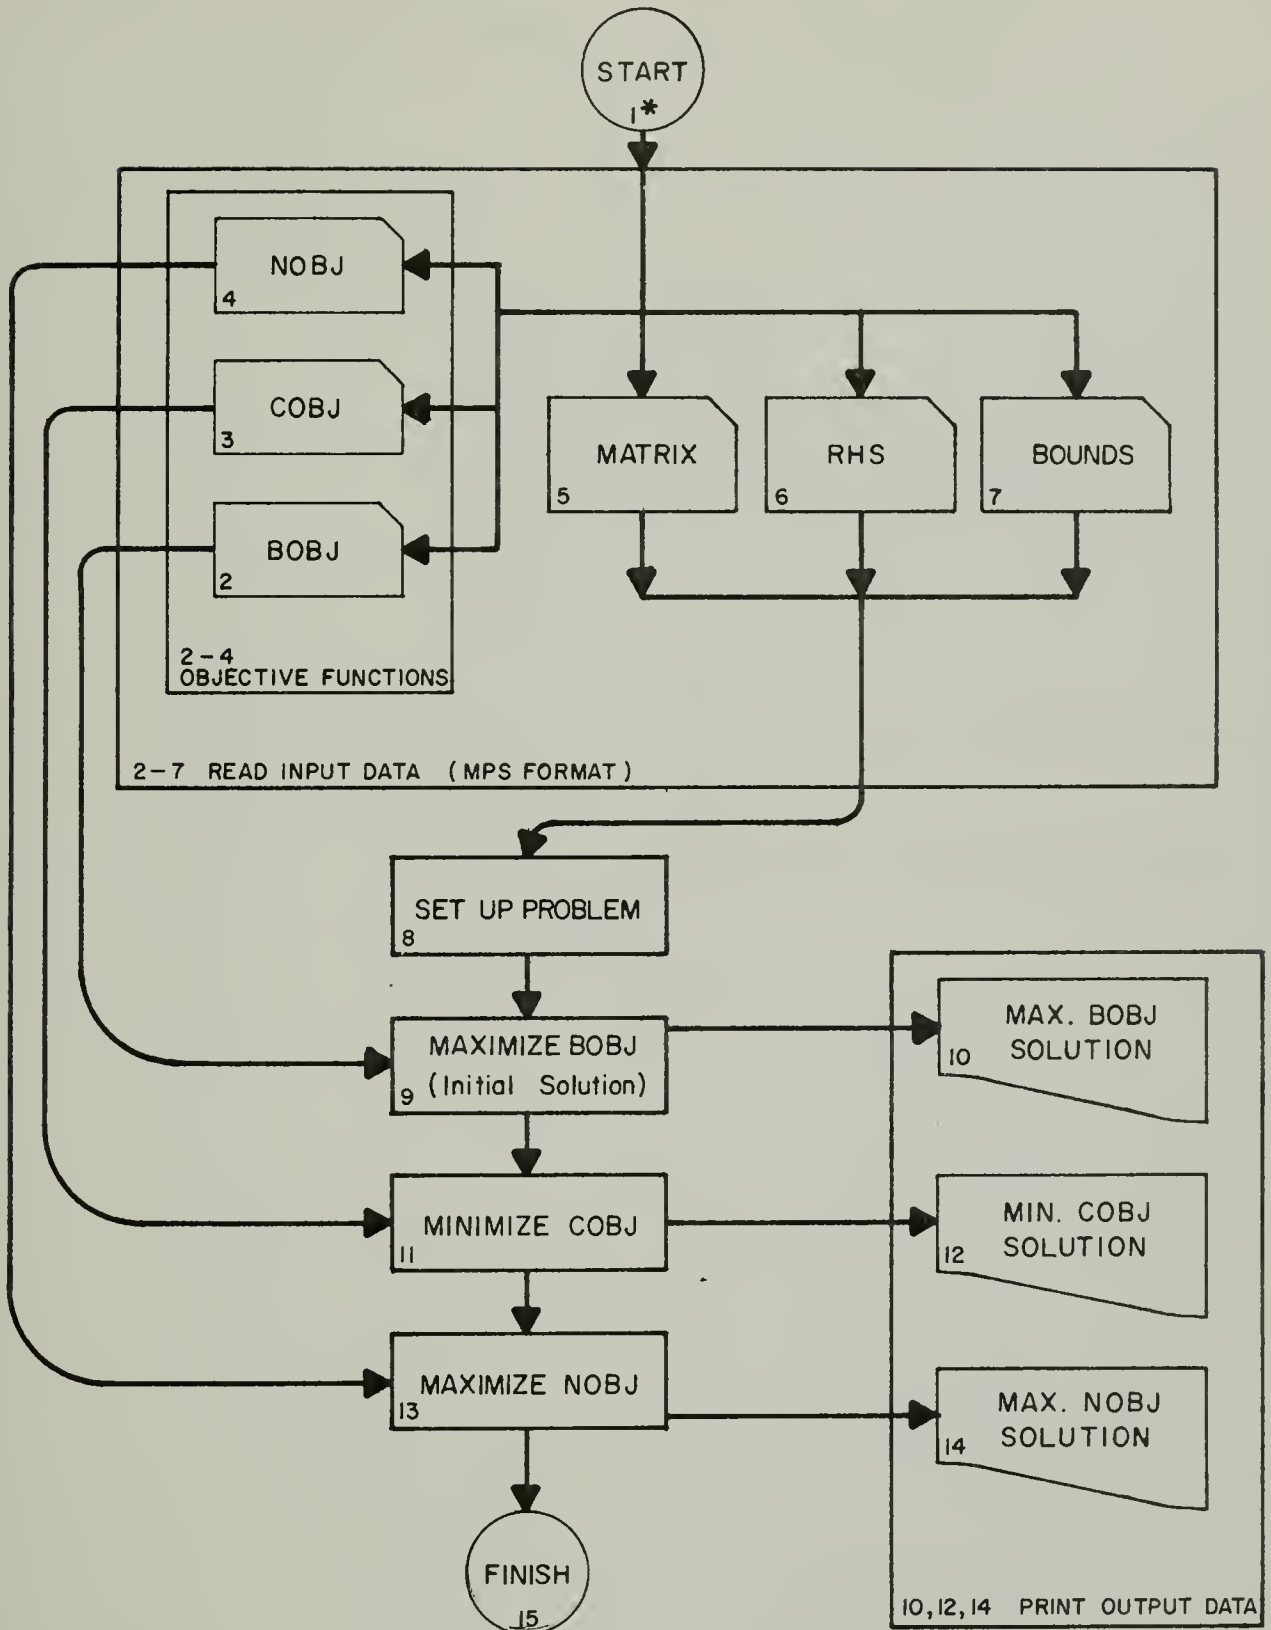 START
1*
NOBJ
4
COBJ
3
BOBJ
2
2-4
OBJECTIVE FUNCTIONS
MATRIX
5
RHS
6
BOUNDS
7
2-7 READ INPUT DATA (MPS FORMAT)
SET UP PROBLEM
8
MAXIMIZE BOBJ
(Initial Solution)
9
MAX. BOBJ
SOLUTION
10
MINIMIZE COBJ
11
MIN. COBJ
SOLUTION
12
MAXIMIZE NOBJ
13
MAX. NOBJ
SOLUTION
14
FINISH
15
10,12,14 PRINT OUTPUT DATA